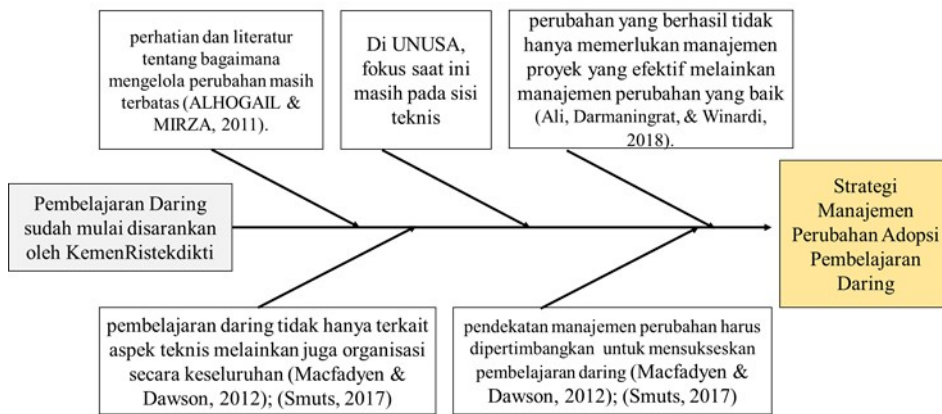 perhatian dan literatur
tentang bagaimana
mengelola perubahan masih
terbatas (ALHOGAIL &
MIRZA, 2011).
Di UNUSA,
fokus saat ini
masih pada sisi
teknis
perubahan yang berhasil tidak
hanya memerlukan manajemen
proyek yang efektif melainkan
manajemen perubahan yang baik
(Ali, Darmaningrat, & Winardi,
2018).
Pembelajaran Daring
sudah mulai disarankan
oleh KemenRistekdikti
Strategi
Manajemen
Perubahan Adopsi
Pembelajaran
Daring
pembelajaran daring tidak hanya terkait
aspek teknis melainkan juga organisasi
secara keseluruhan (Macfadyen &
Dawson, 2012); (Smuts, 2017)
pendekatan manajemen perubahan harus
dipertimbangkan untuk mensukseskan
pembelajaran daring (Macfadyen &
Dawson, 2012); (Smuts, 2017)